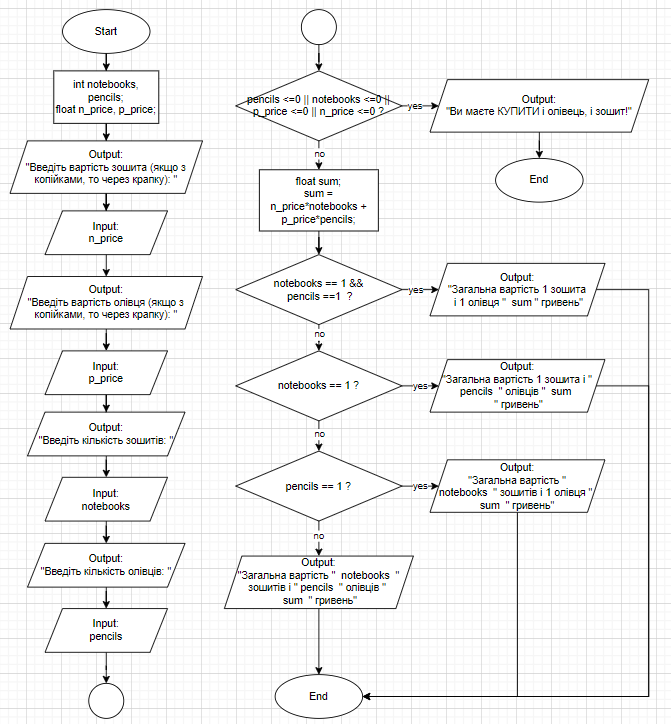 Start
int notebooks,
pencils;
float n_price, p_price;
Output:
"Введіть вартість зошита (якщо з
копійками, то через крапку): "
Input:
n_price
Output:
"Введіть вартість олівця (якщо з
копійками, то через крапку): "
Input:
p_price
Output:
"Введіть кількість зошитів: "
Input:
notebooks
Output:
"Введіть кількість олівців: "
Input:
pencils
pencils <=0 || notebooks <=0 ||
p_price <=0 || n_price <=0 ?
yes
Output:
"Ви маєте КУПИТИ і олівець, і зошит!"
End
no
float sum;
sum =
n_price*notebooks +
p_price*pencils;
notebooks == 1 &&
pencils ==1 ?
yes
Output:
"Загальна вартість 1 зошита
і 1 олівця " sum " гривень
no
notebooks == 1 ?
yes
Output:
"Загальна вартість 1 зошита і "
pencils " олівців " sum
" гривень"
no
pencils == 1 ?
yes
Output:
"Загальна вартість "
notebooks " зошитів і 1 олівця "
sum " гривень"
no
Output:
"Загальна вартість " notebooks "
зошитів і " pencils " олівців "
sum " гривень"
End